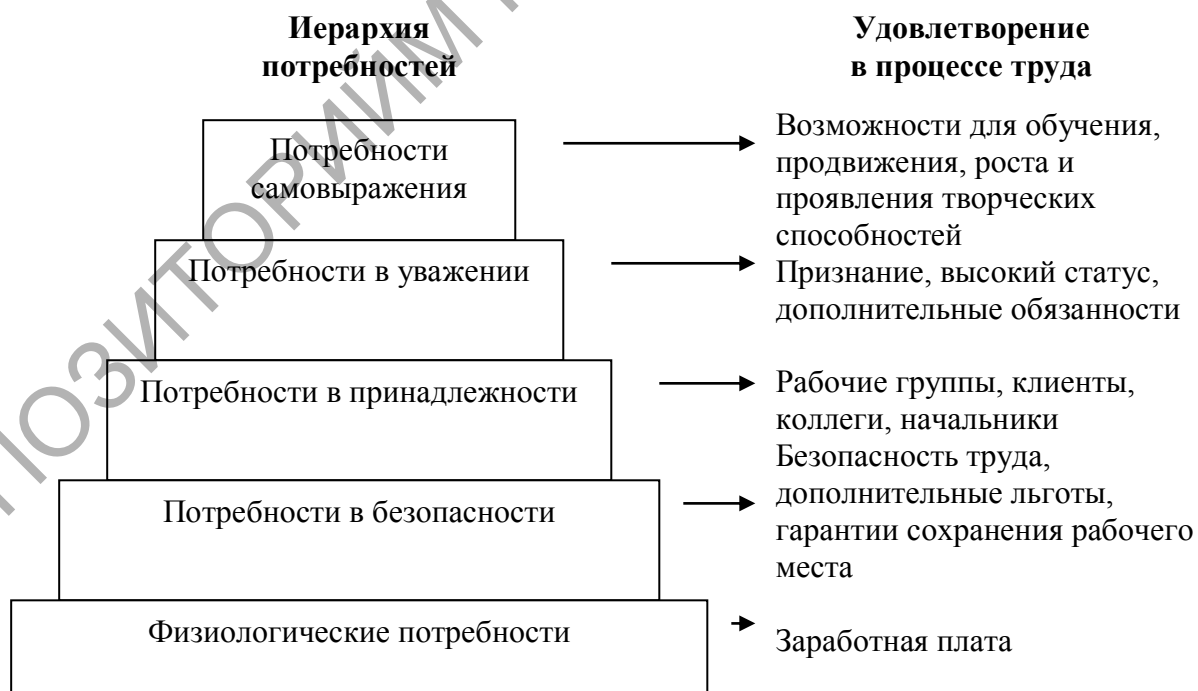 Иерархия
потребностей
Удовлетворение
в процессе труда
Потребности
самовыражения
Возможности для обучения,
продвижения, роста и
проявления творческих
способностей
Потребности в уважении
Признание, высокий статус,
дополнительные обязанности
Потребности в принадлежности
Рабочие группы, клиенты,
коллеги, начальники
Потребности в безопасности
Безопасность труда,
дополнительные льготы,
гарантии сохранения рабочего
места
Физиологические потребности
Заработная плата